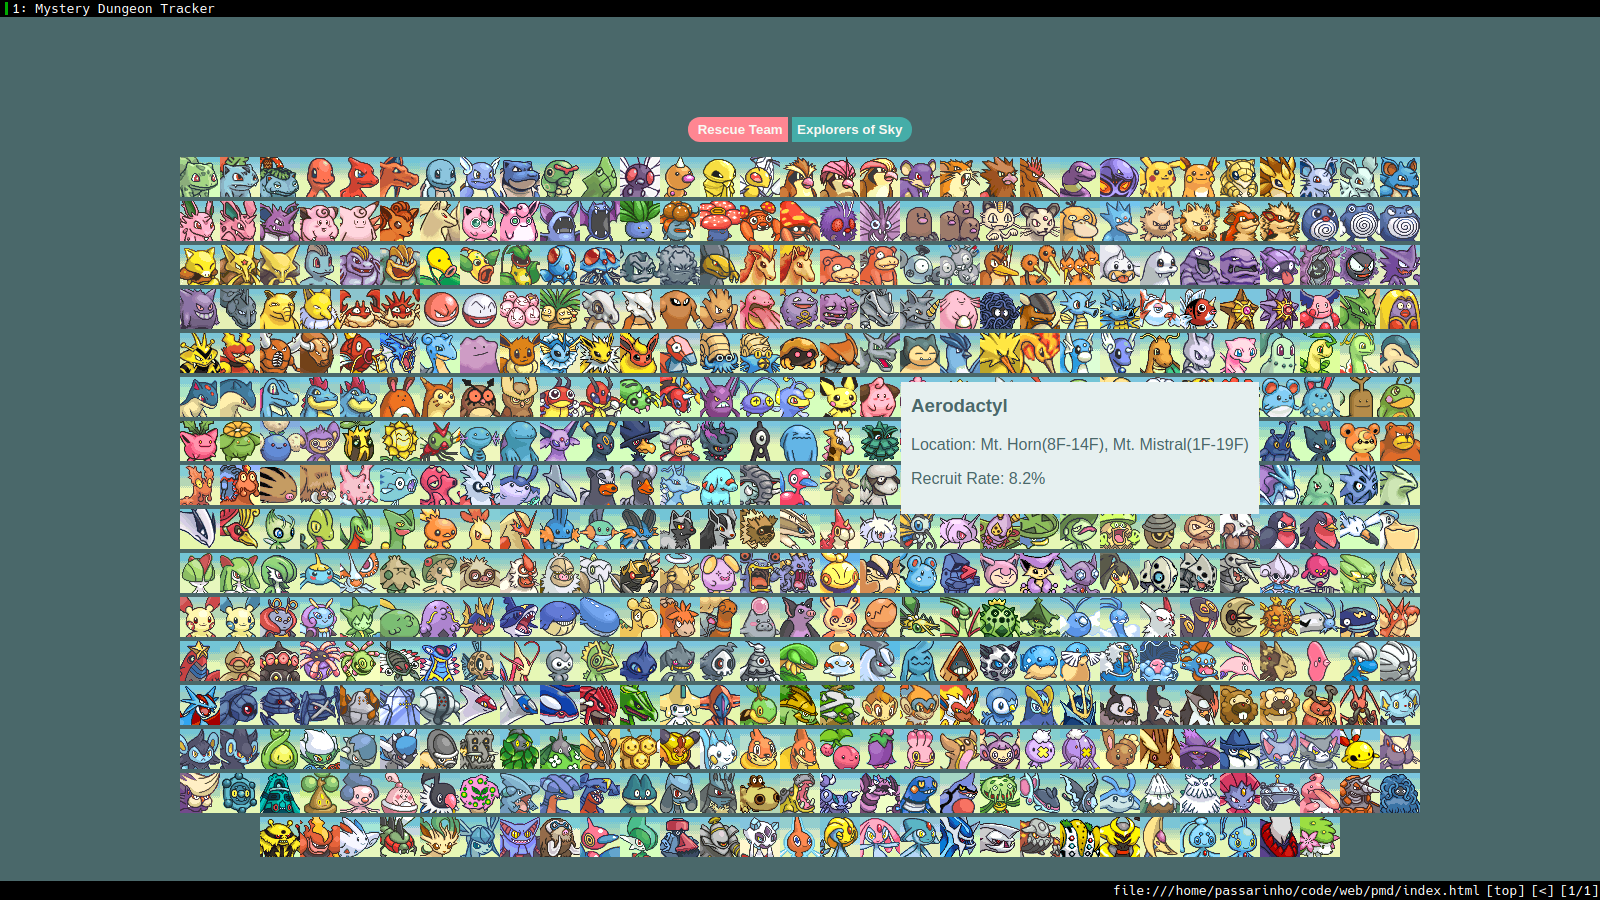 1: Mystery Dungeon Tracker
Rescue Team
Explorers of Sky
Aerodactyl
Location: Mt. Horn(8F-14F), Mt. Mistral(1F-19F)
Recruit Rate: 8.2%
file:///home/passarinho/code/web/pmd/index.html [top] [<] [1/1]